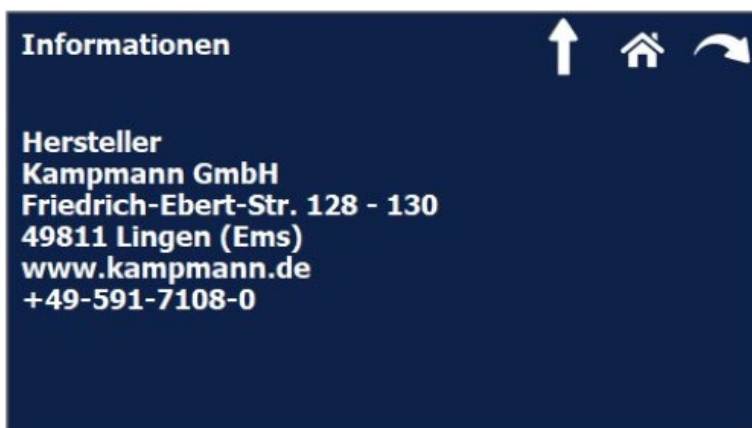 Informationen
Hersteller
Kampmann GmbH
Friedrich-Ebert-Str. 128 - 130
49811 Lingen (Ems)
www.kampmann.de
+49-591-7108-0